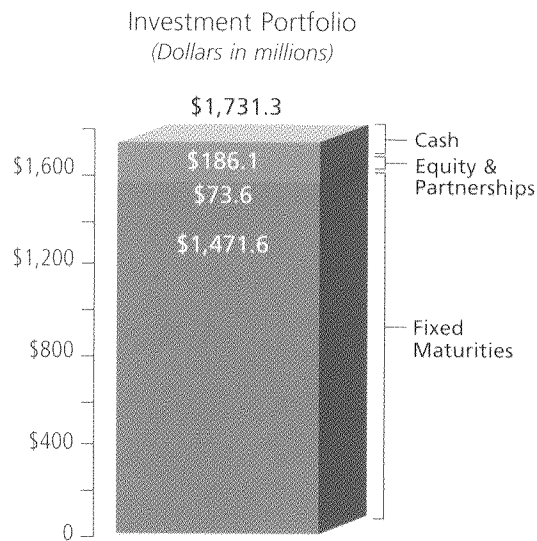 Investment Portfolio
(Dollars in millions)
$1,731.3
$186.1
$73.6
$1,471.6
$1,600
$1,200
$800
$400
0
Cash
Equity &
Partnerships
Fixed
Maturities